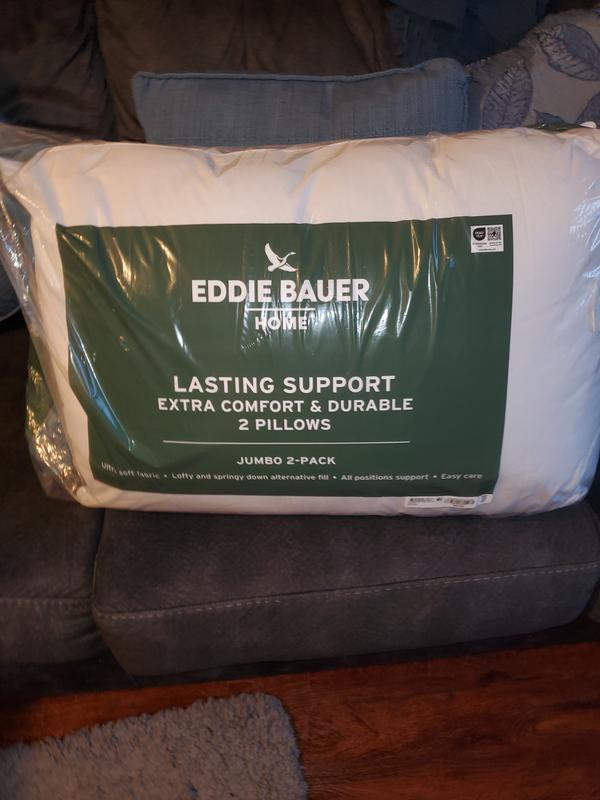 EDDIE BAUER
HOME
LASTING SUPPORT
EXTRA COMFORT & DURABLE
2 PILLOWS
JUMBO 2-PACK
Ultra soft fabric • Lofty and springy down alternative fill • All positions support • Easy care